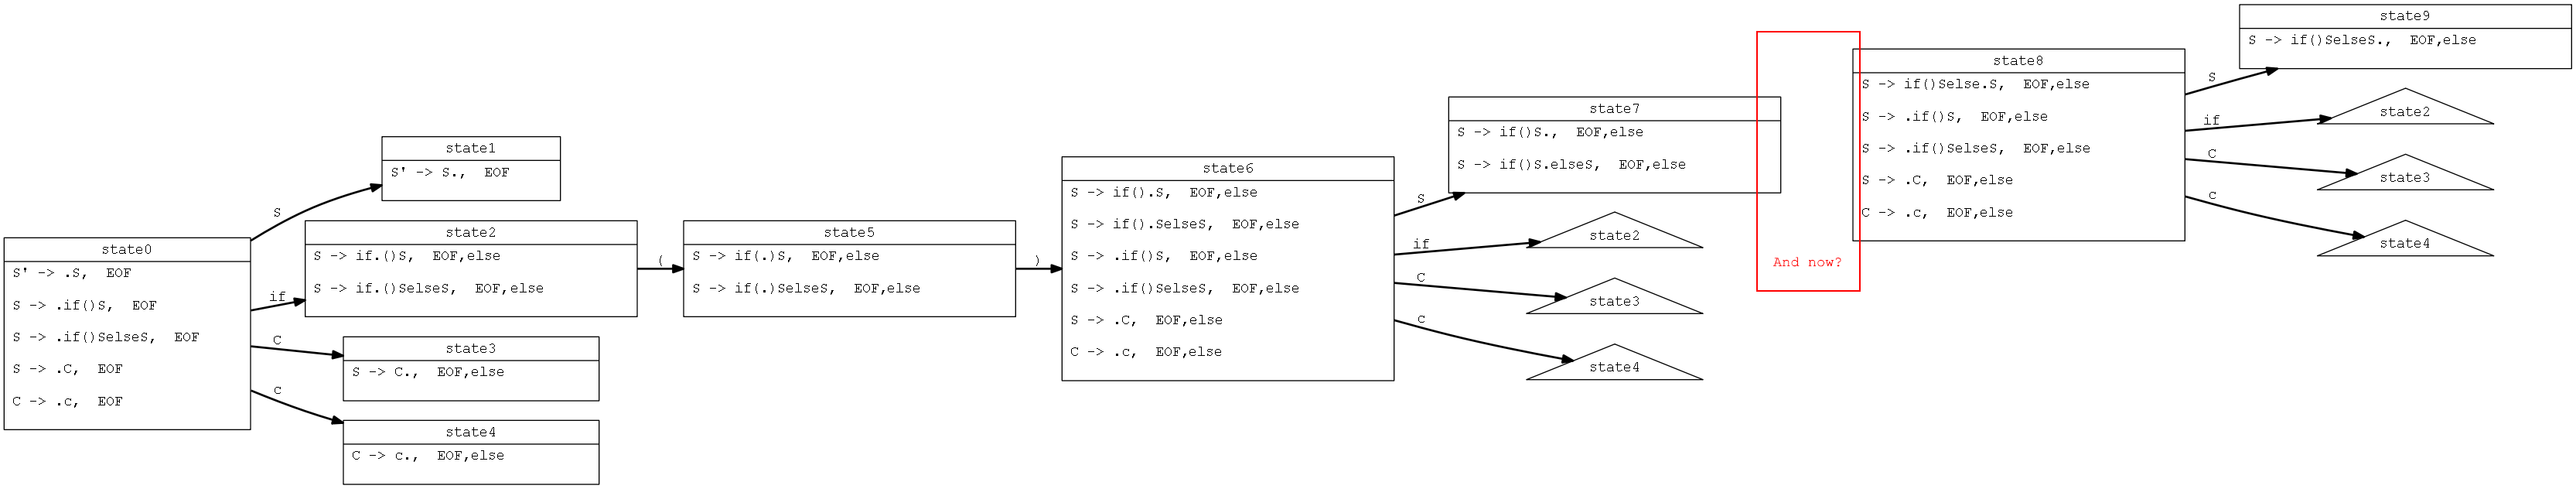 state0
S' -> .S,  EOF
S -> .if()S,  EOF
S -> .if()SelseS,  EOF
S -> .C,  EOF
C -> .c,  EOF
S
if
C
c
state1
S' -> S.,  EOF
state2
S -> if.()S,  EOF,else
S -> if.()SelseS,  EOF,else
state3
S -> C.,  EOF,else
state4
C -> c.,  EOF,else
(
state5
S -> if(.)S,  EOF,else
S -> if(.)SelseS,  EOF,else
)
state6
S -> if().S,  EOF,else
S -> if().SelseS,  EOF,else
S -> .if()S,  EOF,else
S -> .if()SelseS,  EOF,else
S -> .C,  EOF,else
C -> .c,  EOF,else
S
if
C
c
state7
S -> if()S.,  EOF,else
S -> if()S.elseS,  EOF,else
state2
state3
state4
And now?
state8
S -> if()Selse.S,  EOF,else
S -> .if()S,  EOF,else
S -> .if()SelseS,  EOF,else
S -> .C,  EOF,else
C -> .c,  EOF,else
S
if
C
c
state9
S -> if()SelseS.,  EOF,else
state2
state3
state4